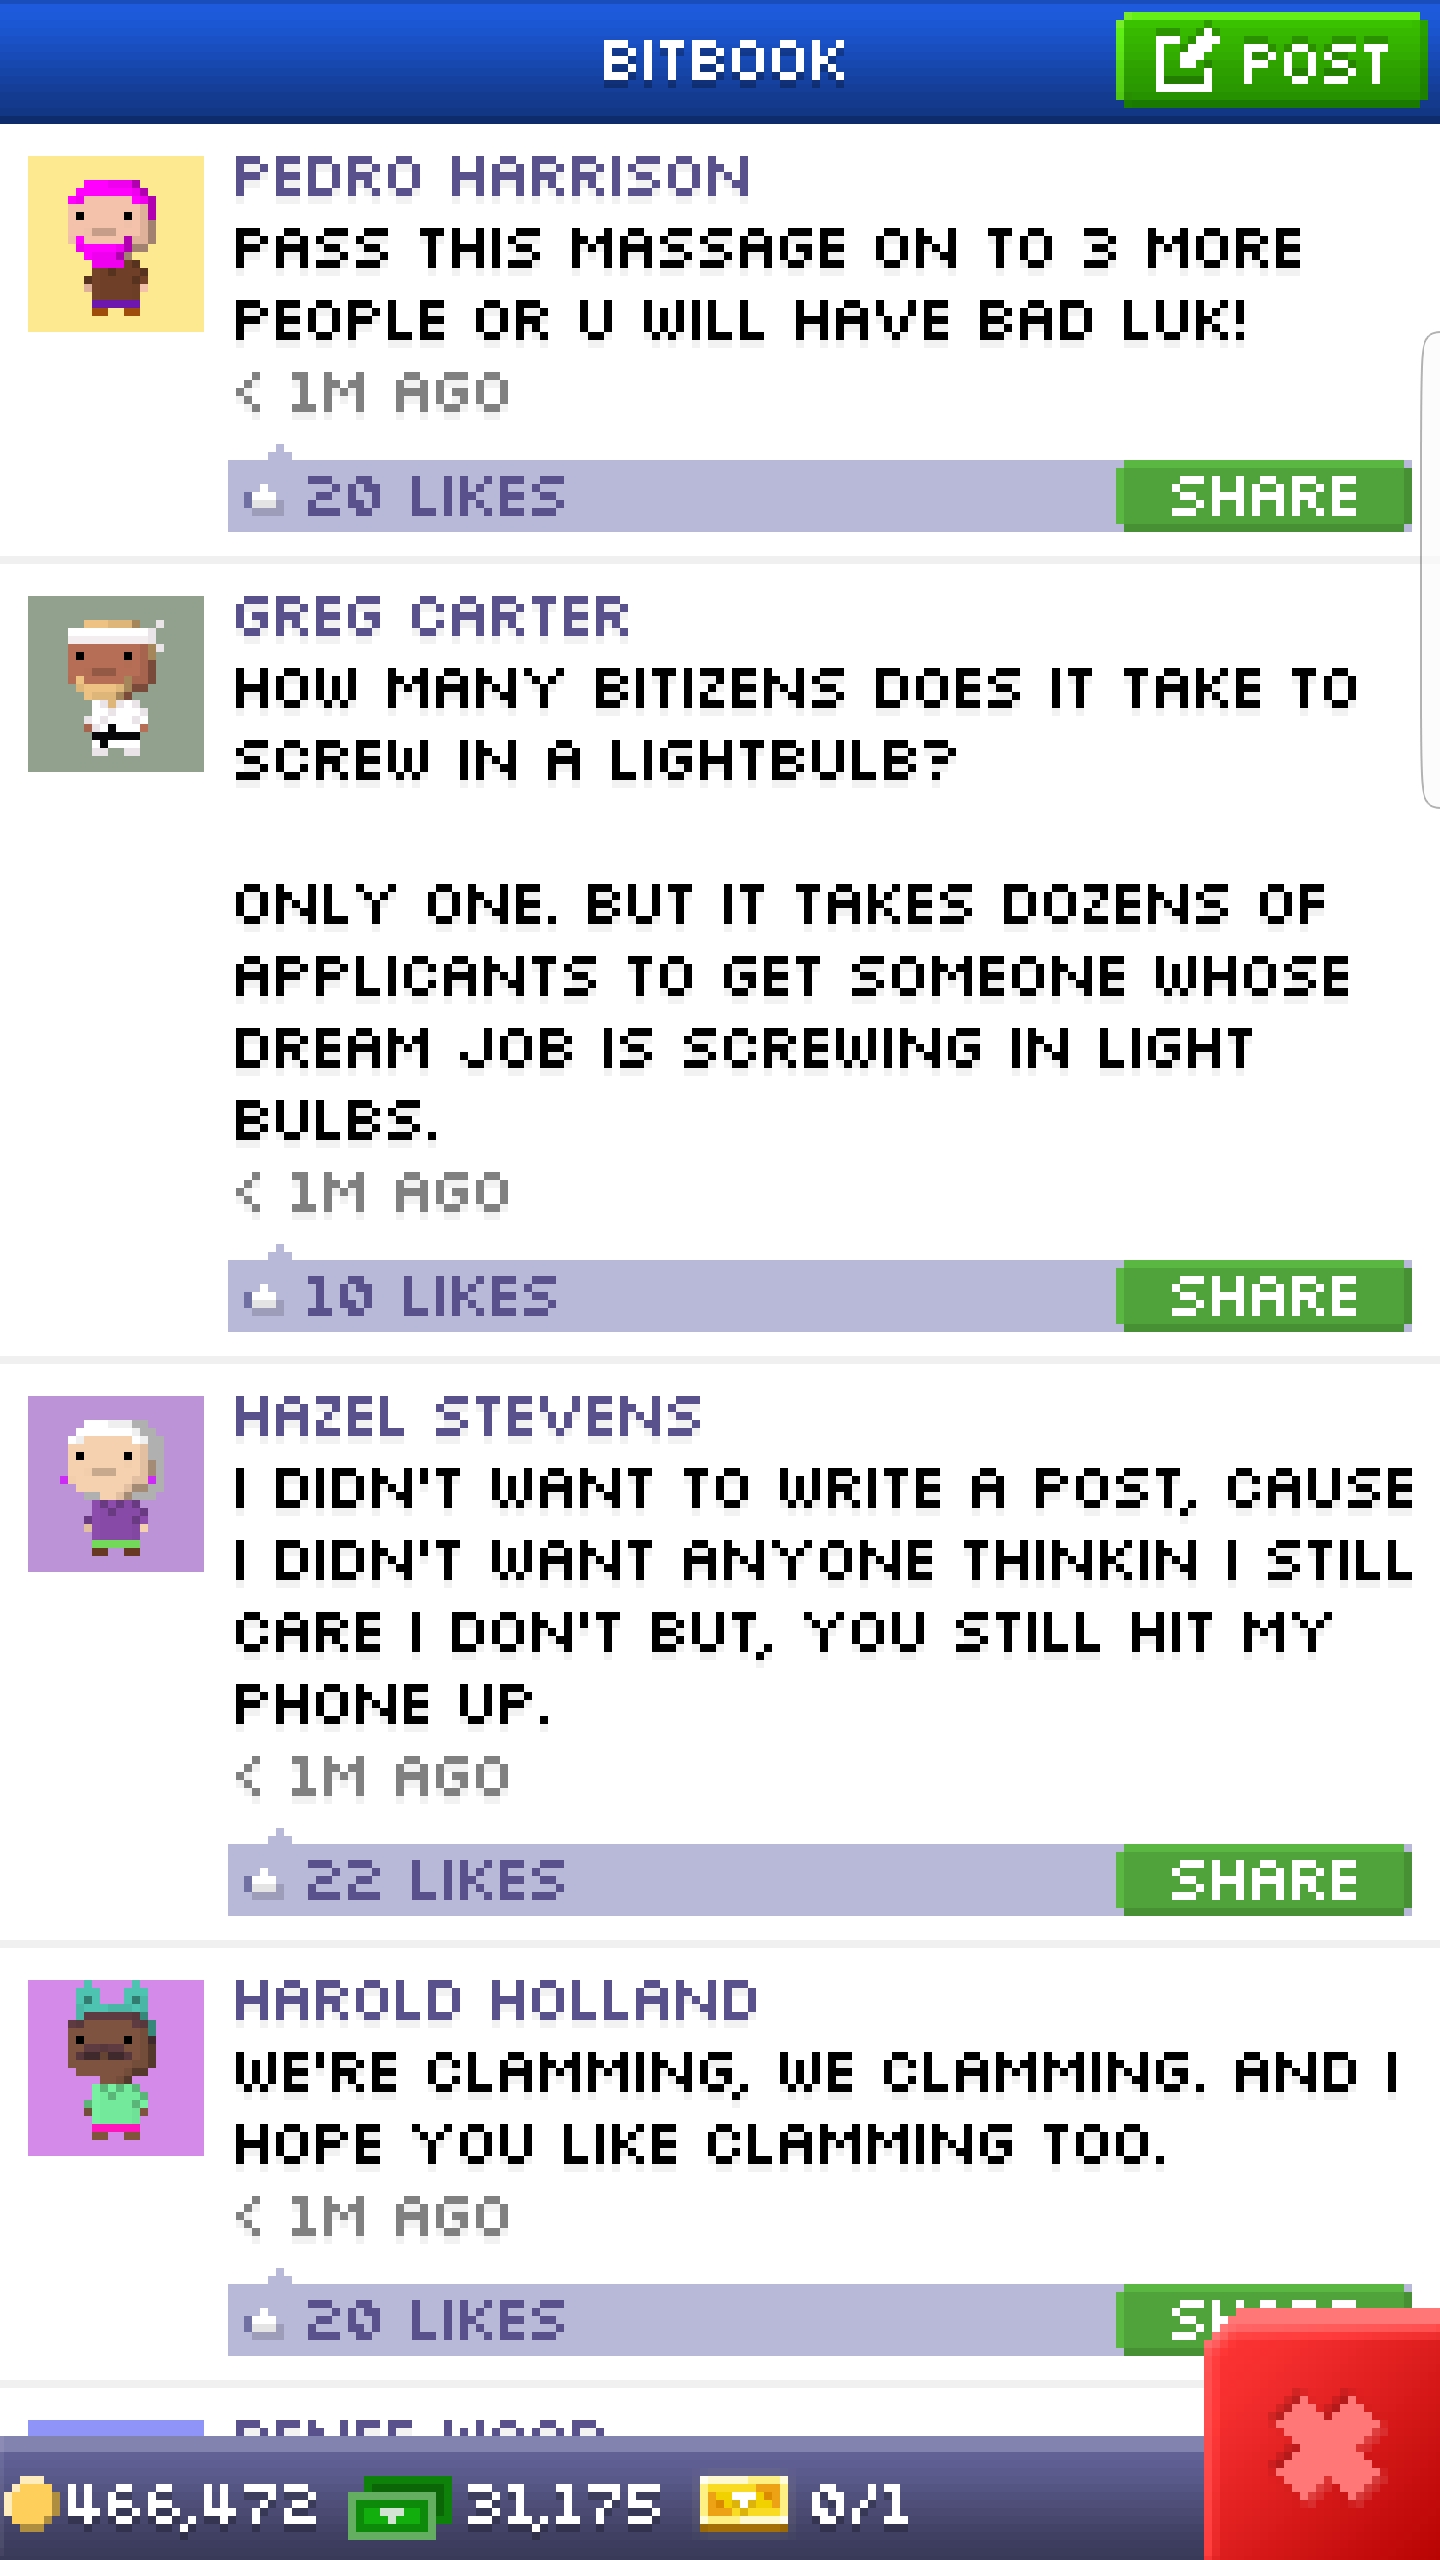 BITBOOK
POST
PEDRO HARRISON
PASS THIS MASSAGE ON TO 3 MORE
PEOPLE OR U WILL HAVE BAD LUK!
< 1M AGO
20 LIKES
SHARE
GREG CARTER
HOW MANY BITIZENS DOES IT TAKE TO
SCREW IN A LIGHTBULB?
ONLY ONE. BUT IT TAKES DOZENS OF
APPLICANTS TO GET SOMEONE WHOSE
DREAM JOB IS SCREWING IN LIGHT
BULBS.
< 1M AGO
10 LIKES
SHARE
HAZEL STEVENS
I DIDN'T WANT TO WRITE A POST, CAUSE
I DIDN'T WANT ANYONE THINKIN I STILL
CARE I DON'T BUT, YOU STILL HIT MY
PHONE UP.
< 1M AGO
22 LIKES
SHARE
HAROLD HOLLAND
WE'RE CLAMMING, WE CLAMMING. AND I
HOPE YOU LIKE CLAMMING TOO.
< 1M AGO
20 LIKES
466,472
31,175
0/1